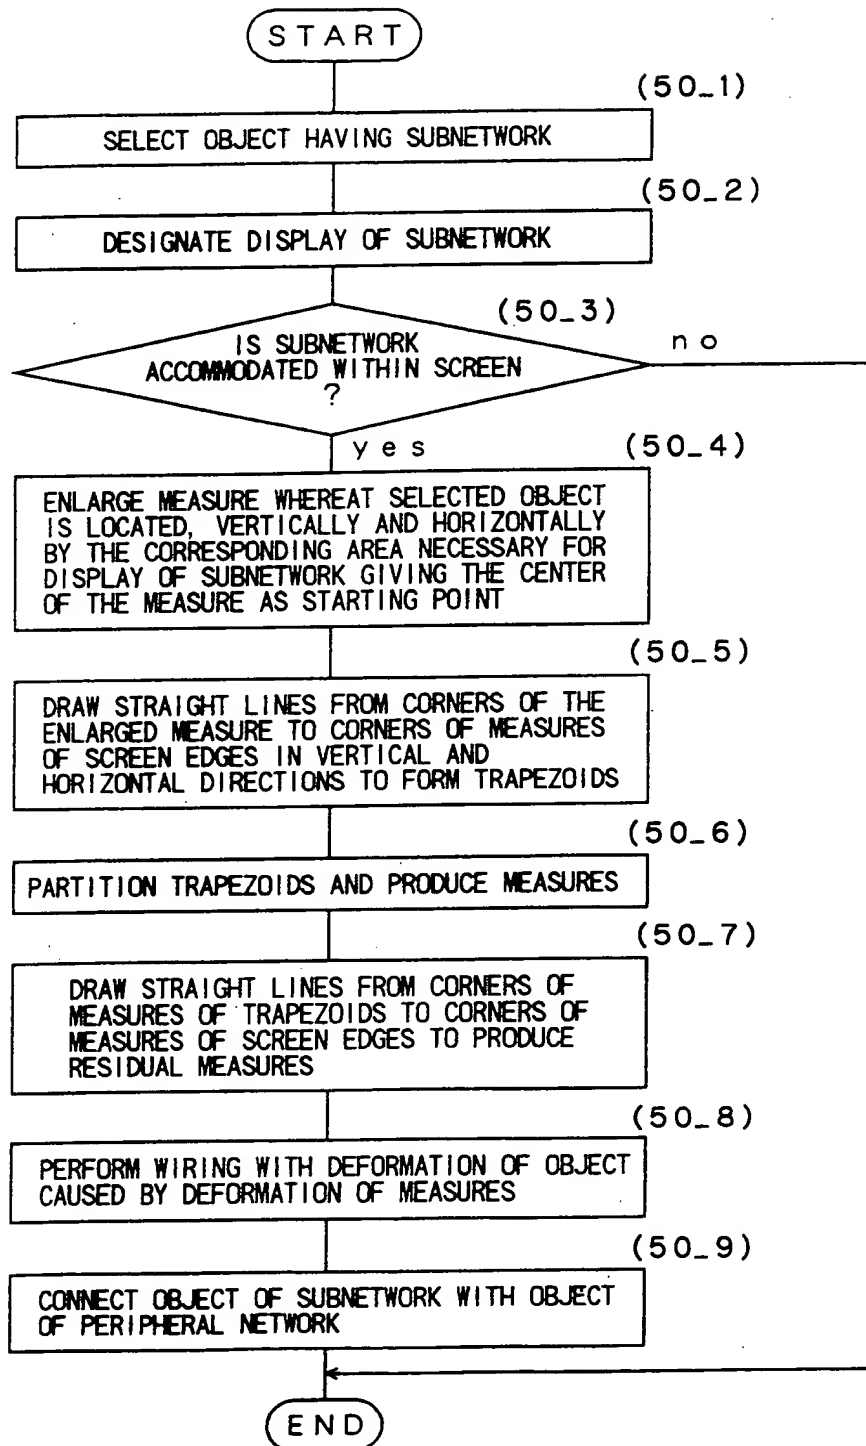 START
(50_1)
SELECT OBJECT HAVING SUBNETWORK
(50_2)
DESIGNATE DISPLAY OF SUBNETWORK
(50_3)
IS SUBNETWORK
ACCOMMODATED WITHIN SCREEN
?
no
yes
(50_4)
ENLARGE MEASURE WHEREAT SELECTED OBJECT
IS LOCATED, VERTICALLY AND HORIZONTALLY
BY THE CORRESPONDING AREA NECESSARY FOR
DISPLAY OF SUBNETWORK GIVING THE CENTER
OF THE MEASURE AS STARTING POINT
(50_5)
DRAW STRAIGHT LINES FROM CORNERS OF THE
ENLARGED MEASURE TO CORNERS OF MEASURES
OF SCREEN EDGES IN VERTICAL AND
HORIZONTAL DIRECTIONS TO FORM TRAPEZOIDS
(50_6)
PARTITION TRAPEZOIDS AND PRODUCE MEASURES
(50_7)
DRAW STRAIGHT LINES FROM CORNERS OF
MEASURES OF TRAPEZOIDS TO CORNERS OF
MEASURES OF SCREEN EDGES TO PRODUCE
RESIDUAL MEASURES
(50_8)
PERFORM WIRING WITH DEFORMATION OF OBJECT
CAUSED BY DEFORMATION OF MEASURES
(50_9)
CONNECT OBJECT OF SUBNETWORK WITH OBJECT
OF PERIPHERAL NETWORK
END